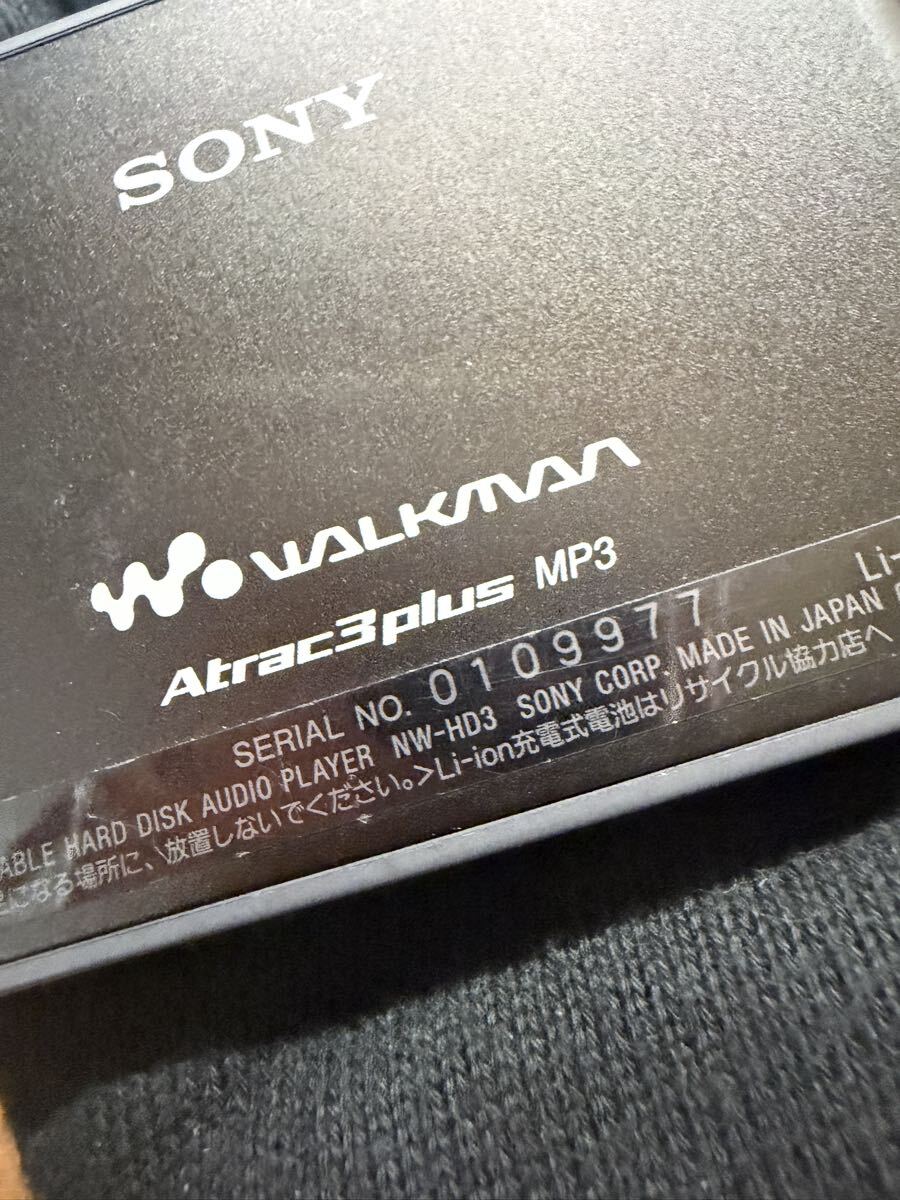 SONY
WALKMAN
Atrac3plus MP3
SERIAL NO. 0109977 Li-
ABLE HARD DISK AUDIO PLAYER NW-HD3 SONY CORP. MADE IN JAPAN
になる場所に、放置しないでください。>Li-ion充電式電池はリサイクル協力店へ